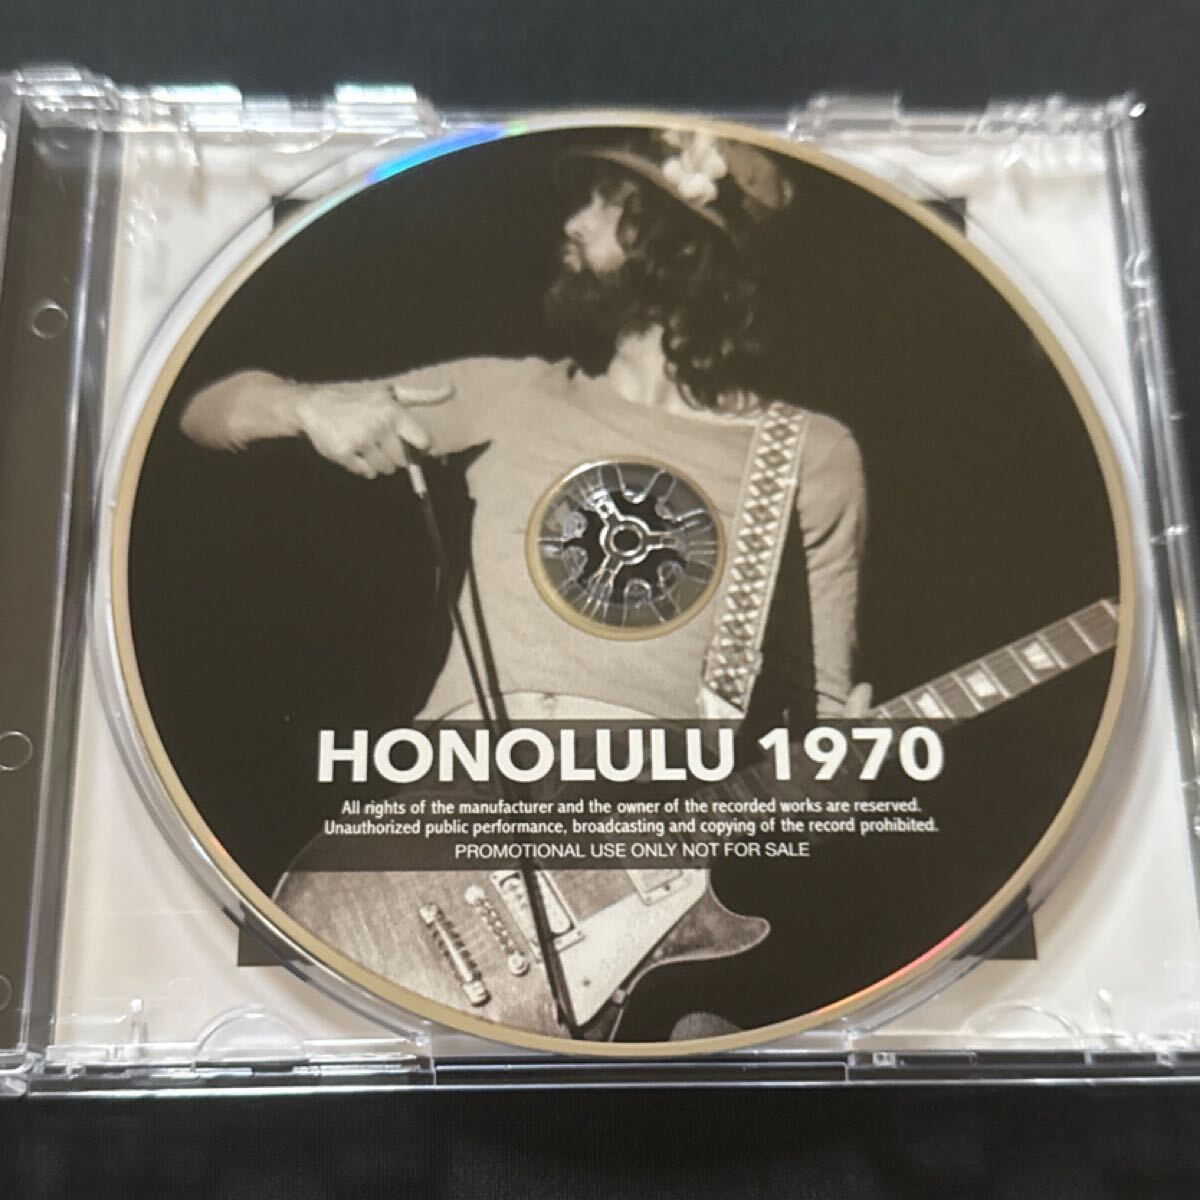 HONOLULU 1970
All rights of the manufacturer and the owner of the recorded works are reserved.
Unauthorized public performance, broadcasting and copying of the record prohibited.
PROMOTIONAL USE ONLY NOT FOR SALE